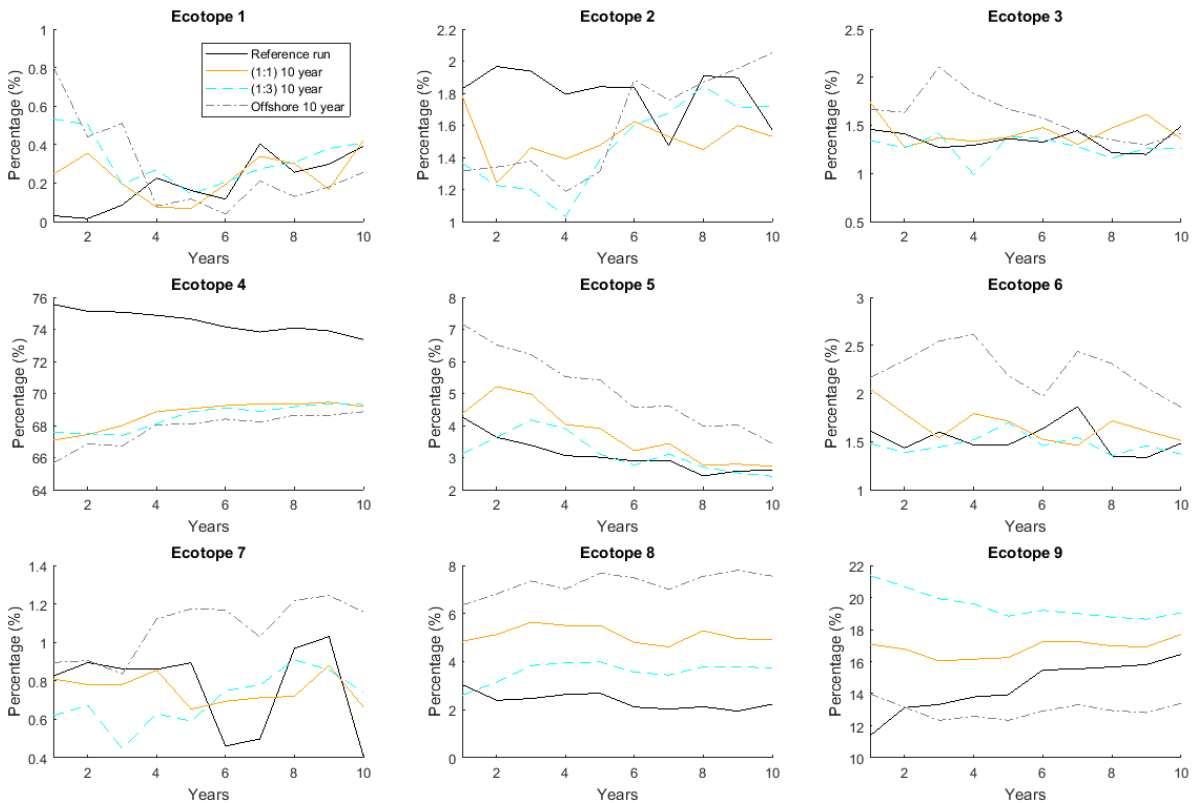 Ecotope 1
Percentage (%)
1
0.8
0.6
0.4
0.2
0
2 4 6 8 10
Years
Reference run
(1:1) 10 year
(1:3) 10 year
Offshore 10 year
Ecotope 2
Percentage (%)
2.2
2
1.8
1.6
1.4
1.2
1
2 4 6 8 10
Years
Ecotope 3
Percentage (%)
2.5
2
1.5
1
0.5
2 4 6 8 10
Years
Ecotope 4
Percentage (%)
76
74
72
70
68
66
64
2 4 6 8 10
Years
Ecotope 5
Percentage (%)
8
7
6
5
4
3
2
2 4 6 8 10
Years
Ecotope 6
Percentage (%)
3
2.5
2
1.5
1
2 4 6 8 10
Years
Ecotope 7
Percentage (%)
1.4
1.2
1
0.8
0.6
0.4
2 4 6 8 10
Years
Ecotope 8
Percentage (%)
8
6
4
2
0
2 4 6 8 10
Years
Ecotope 9
Percentage (%)
22
20
18
16
14
12
10
2 4 6 8 10
Years